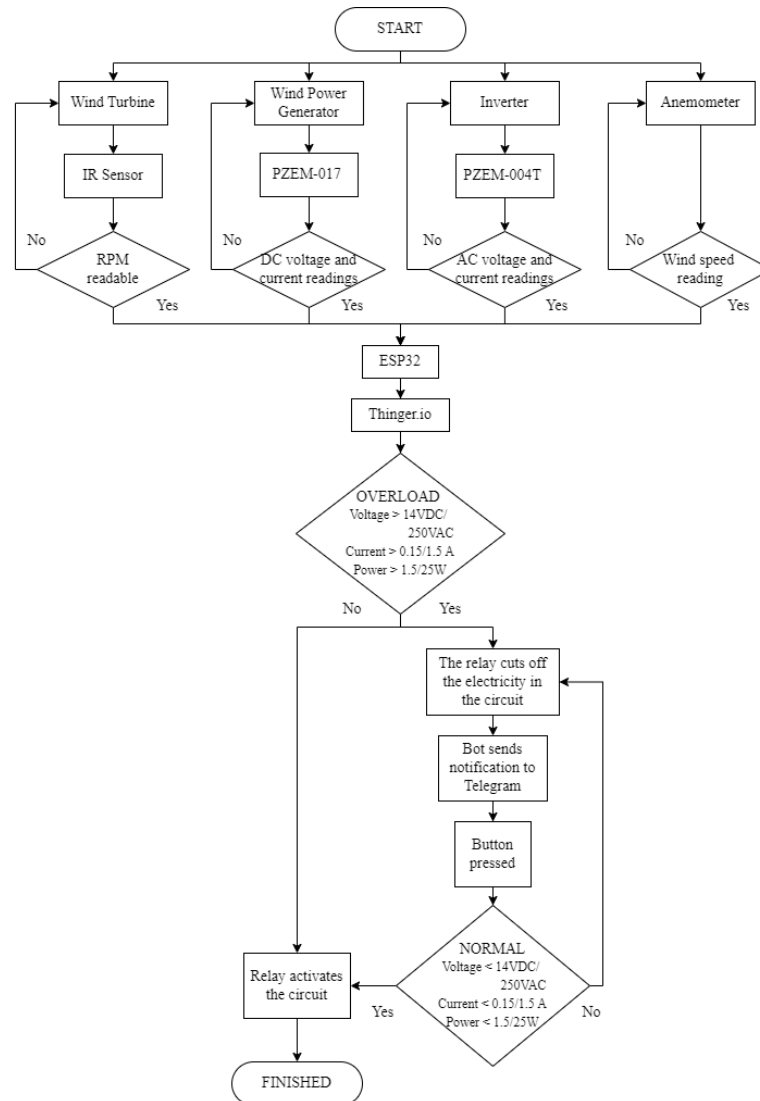 START
Wind Turbine
Wind Power
Generator
Inverter
Anemometer
IR Sensor
PZEM-017
PZEM-004T
No
RPM
readable
Yes
No
DC voltage and
current readings
Yes
No
AC voltage and
current readings
Yes
No
Wind speed
reading
Yes
ESP32
Thinger.io
OVERLOAD
Voltage > 14VDC/
250VAC
Current > 0.15/1.5 A
Power > 1.5/25W
No
Yes
The relay cuts off
the electricity in
the circuit
Bot sends
notification to
Telegram
Button
pressed
NORMAL
Voltage < 14VDC/
250VAC
Current < 0.15/1.5 A
Power < 1.5/25W
Yes
No
Relay activates
the circuit
FINISHED